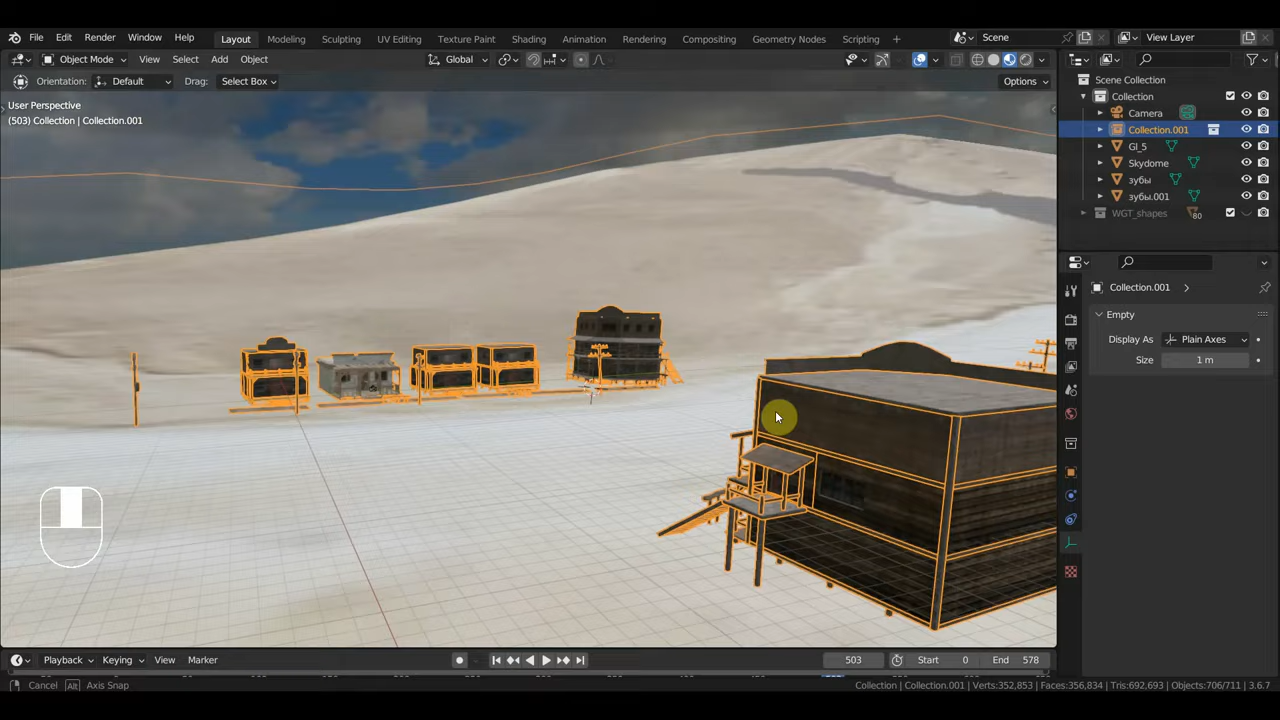 File Edit Render Window Help Layout Modeling Sculpting UV Editing Texture Paint Shading Animation Rendering Compositing Geometry Nodes Scripting + Scene View Layer
Object Mode View Select Add Object Global
Orientation: Default Drag: Select Box Options
User Perspective
(503) Collection | Collection.001
Scene Collection
Collection
Camera
Collection.001
GI_5
Skydome
зубы
зубы.001
WGT_shapes 80
Collection.001
Empty
Display As Plain Axes
Size 1 m
Playback Keying View Marker 503 Start 0 End 578
Cancel Alt Axis Snap Collection | Collection.001 | Verts:352,853 | Faces:356,834 | Tris:692,693 | Objects:706/711 | 3.6.7